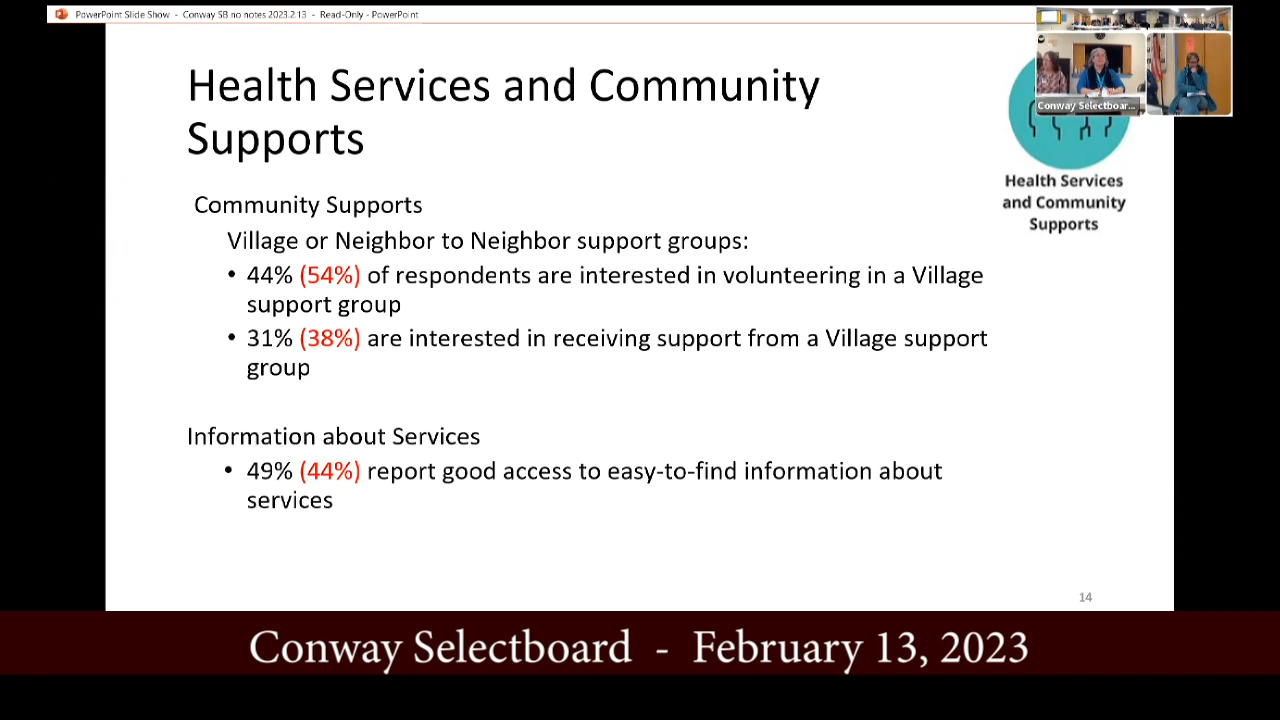 PowerPoint Slide Show - Conway SB no notes 2023.2.13 - Read-Only - PowerPoint
Health Services and Community
Supports
Conway Selectboar...
Health Services
and Community
Supports
Community Supports
Village or Neighbor to Neighbor support groups:
• 44% (54%) of respondents are interested in volunteering in a Village
support group
• 31% (38%) are interested in receiving support from a Village support
group
Information about Services
• 49% (44%) report good access to easy-to-find information about
services
14
Conway Selectboard - February 13, 2023